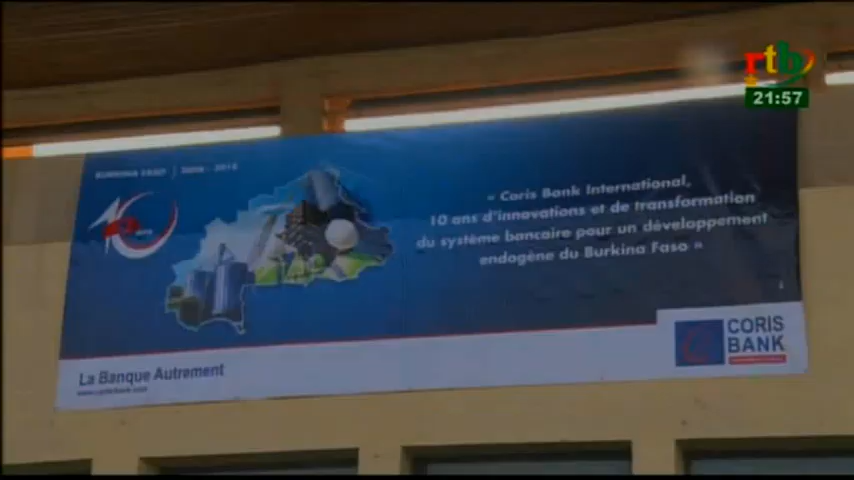 rtb
21:57
BURKINA FASO | 2008 - 2018
10
« Coris Bank International,
10 ans d'innovations et de transformation
du système bancaire pour un développement
endogène du Burkina Faso »
La Banque Autrement
CORIS
BANK